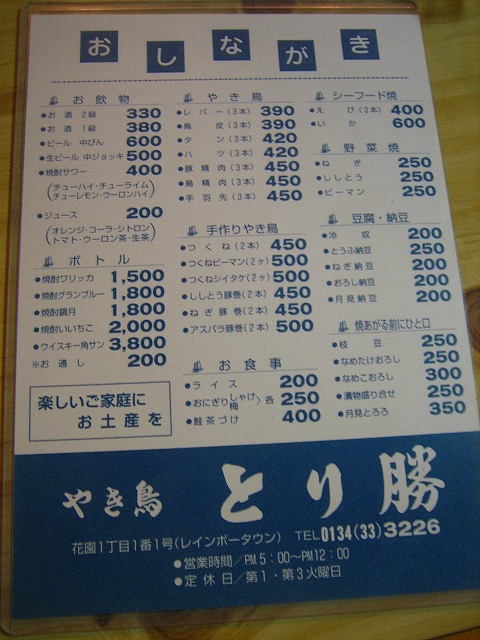 おしながき
お飲物
お酒 2級 330
お酒 1級 380
ビール 中びん 600
生ビール 中ジョッキ 500
焼酎サワー 400
(チューハイ・チューライム
チューレモン・ウーロンハイ)
ジュース 200
(オレンジ・コーラ・シトロン
トマト・ウーロン茶・生茶)
ボトル
焼酎ワリッカ 1,500
焼酎グランブルー 1,800
焼酎鏡月 1,800
焼酎いいちこ 2,000
ウイスキー角サン 3,800
※お通し 200
楽しいご家庭に
お土産を
やき鳥
レバー(3本) 390
鳥皮(3本) 390
タン(3本) 420
ハツ(3本) 420
豚精肉(3本) 450
鳥精肉(3本) 450
手羽先(3本) 450
手作りやき鳥
つくね(2本) 450
つくねピーマン(2ヶ) 500
つくねシイタケ(2ヶ) 500
ししとう豚巻(2本) 450
ねぎ豚巻(2本) 450
アスパラ豚巻(2本) 500
お食事
ライス 200
おにぎり しゃけ 梅 〉各 250
鮭茶づけ 400
シーフード焼
えび(3本) 400
いか 600
野菜焼
ねぎ 250
ししとう 250
ピーマン 250
豆腐・納豆
冷奴 200
とうふ納豆 250
ねぎ納豆 200
おろし納豆 200
月見納豆 200
焼あがる前にひと口
枝豆 250
なめたけおろし 250
なめこおろし 300
漬物盛り合せ 250
月見とろろ 350
やき鳥 とり勝
花園1丁目1番1号(レインボータウン) TEL0134(33)3226
●営業時間/PM5:00~PM12:00
●定休日/第1・第3火曜日